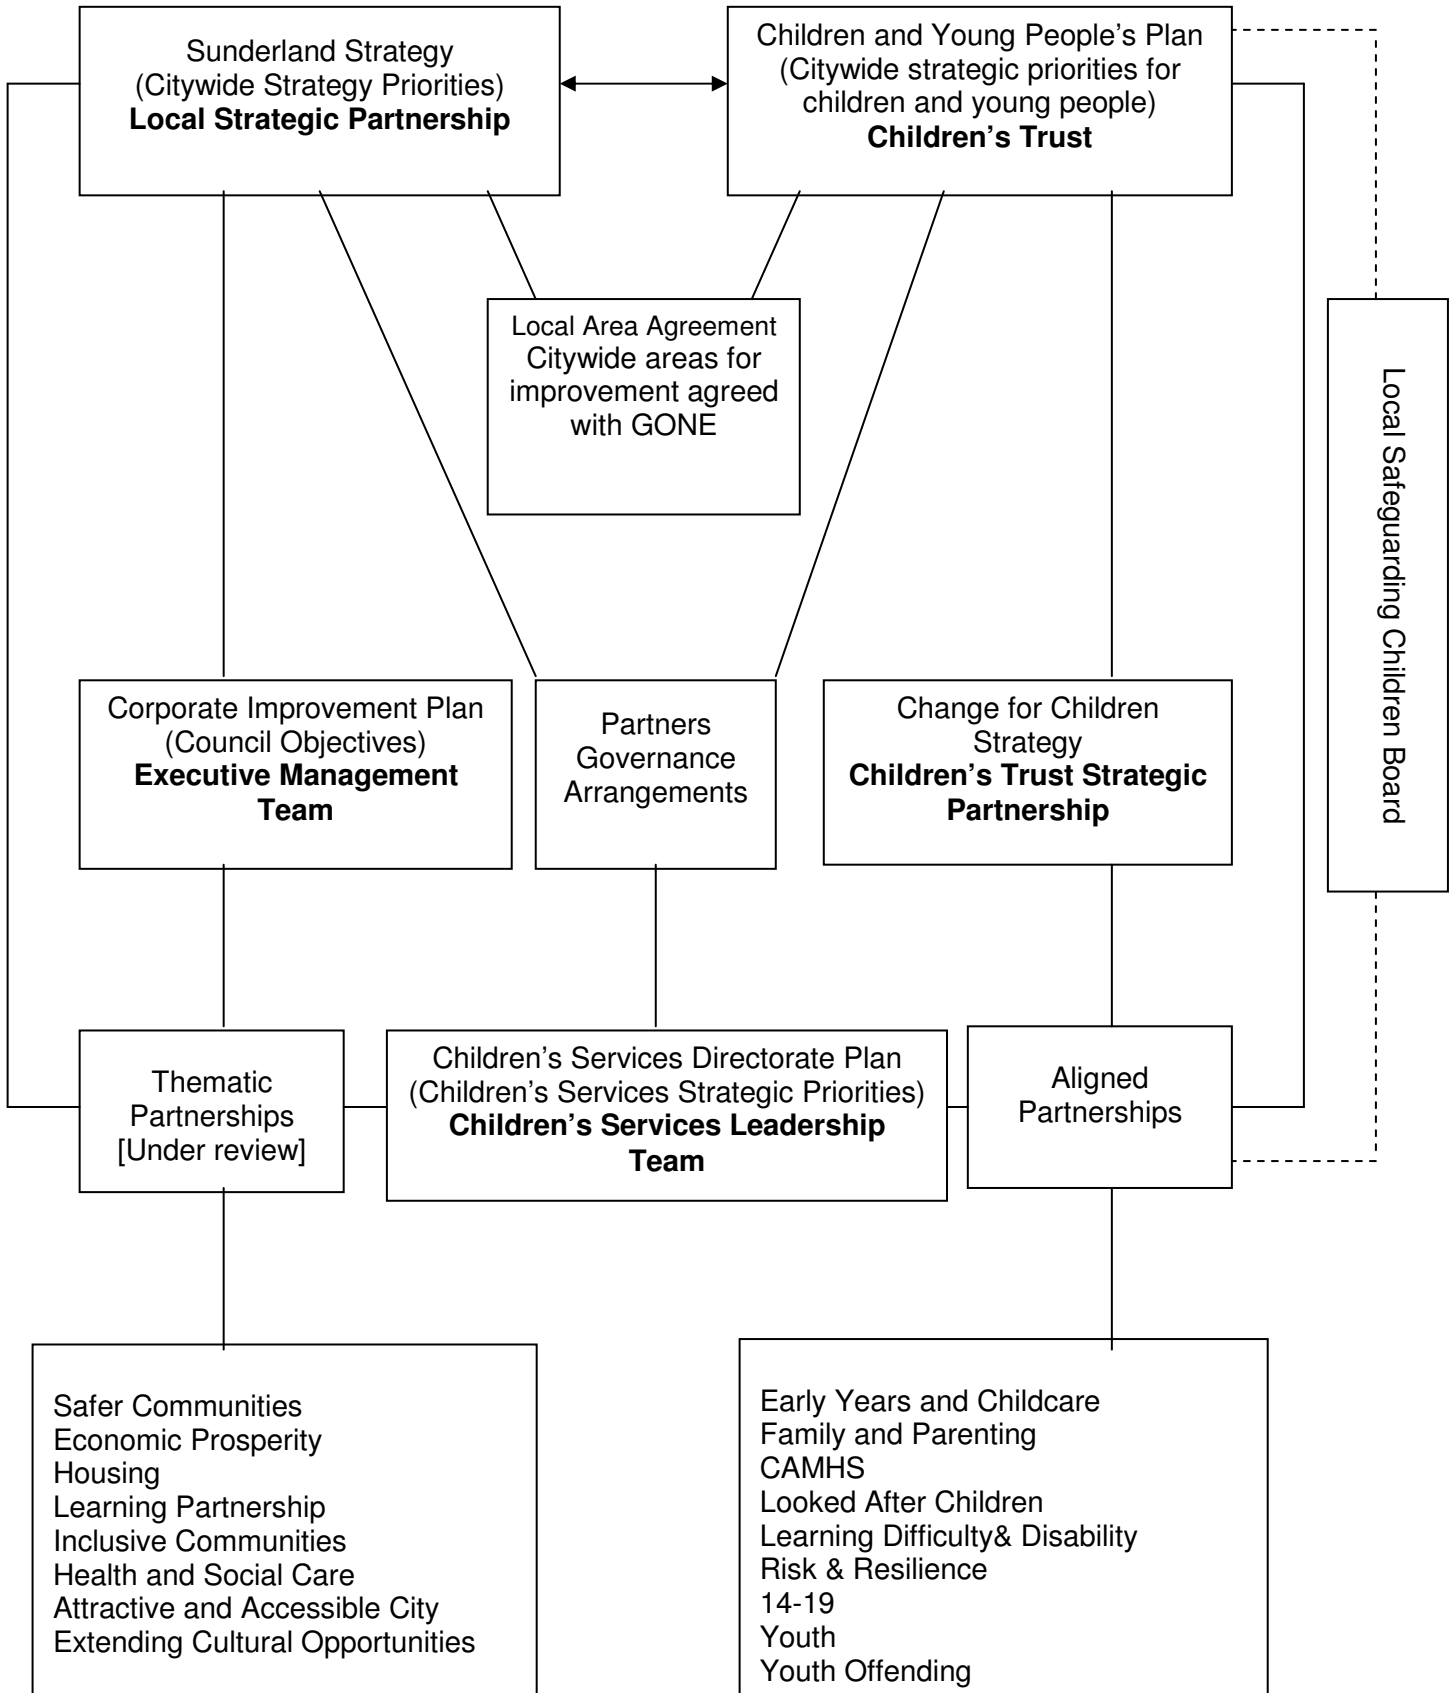 Sunderland Strategy
(Citywide Strategy Priorities)
Local Strategic Partnership
Children and Young People’s Plan
(Citywide strategic priorities for
children and young people)
Children’s Trust
Local Area Agreement
Citywide areas for
improvement agreed
with GONE
Local Safeguarding Children Board
Corporate Improvement Plan
(Council Objectives)
Executive Management
Team
Partners
Governance
Arrangements
Change for Children
Strategy
Children’s Trust Strategic
Partnership
Thematic
Partnerships
[Under review]
Children’s Services Directorate Plan
(Children’s Services Strategic Priorities)
Children’s Services Leadership
Team
Aligned
Partnerships
Safer Communities
Economic Prosperity
Housing
Learning Partnership
Inclusive Communities
Health and Social Care
Attractive and Accessible City
Extending Cultural Opportunities
Early Years and Childcare
Family and Parenting
CAMHS
Looked After Children
Learning Difficulty& Disability
Risk & Resilience
14-19
Youth
Youth Offending